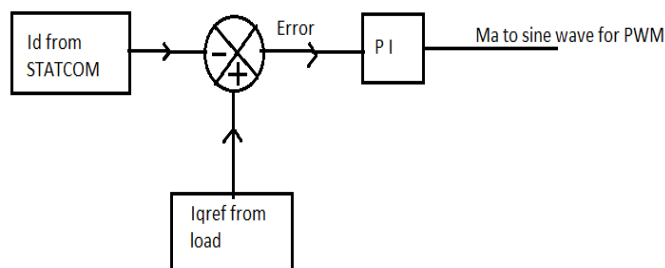 Id from
STATCOM
-
+
Error
P I
Ma to sine wave for PWM
Iqref from
load